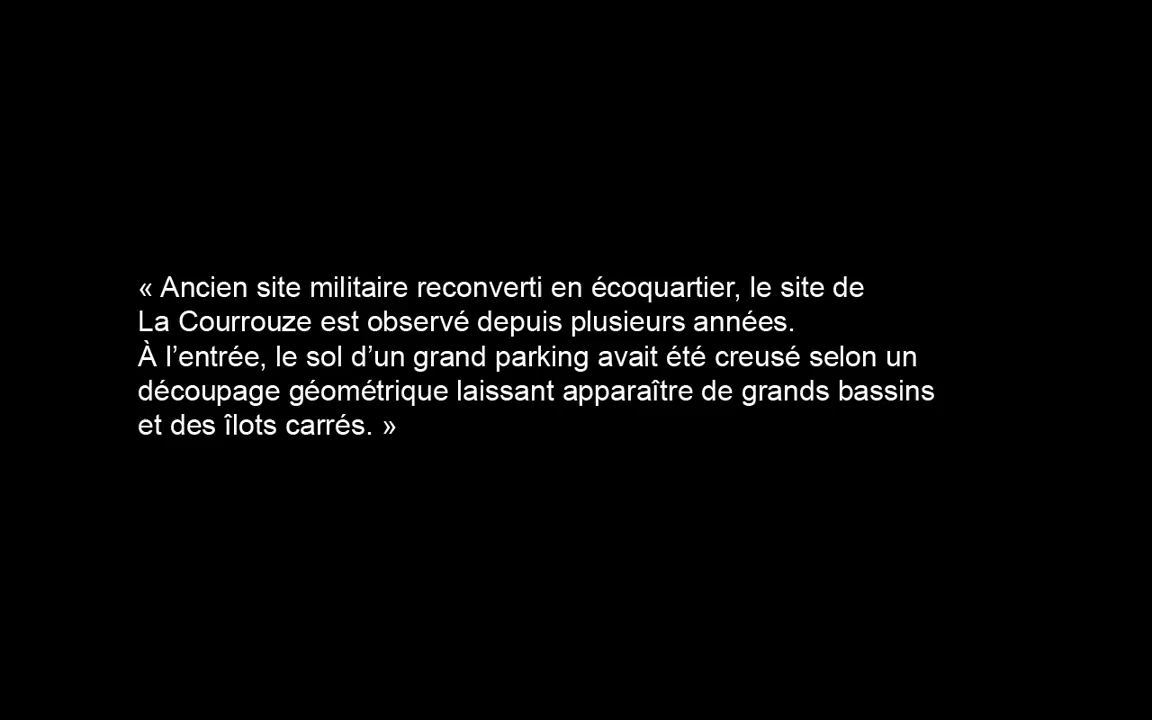 « Ancien site militaire reconverti en écoquartier, le site de
La Courrouze est observé depuis plusieurs années.
À l’entrée, le sol d’un grand parking avait été creusé selon un
découpage géométrique laissant apparaître de grands bassins
et des îlots carrés. »